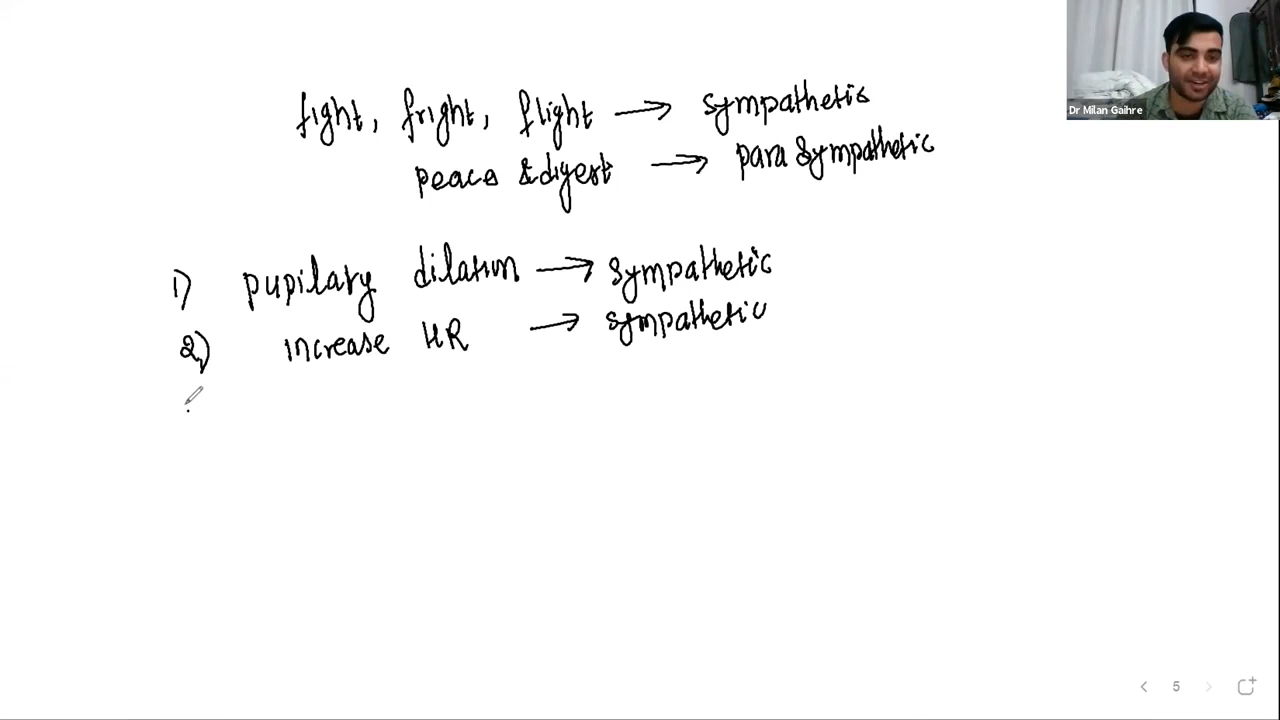 fight, fright, flight → sympathetic
peace & digest → para sympathetic
1) pupilary dilation → sympathetic
2) increase HR → sympathetic
Dr Milan Gaihre
5